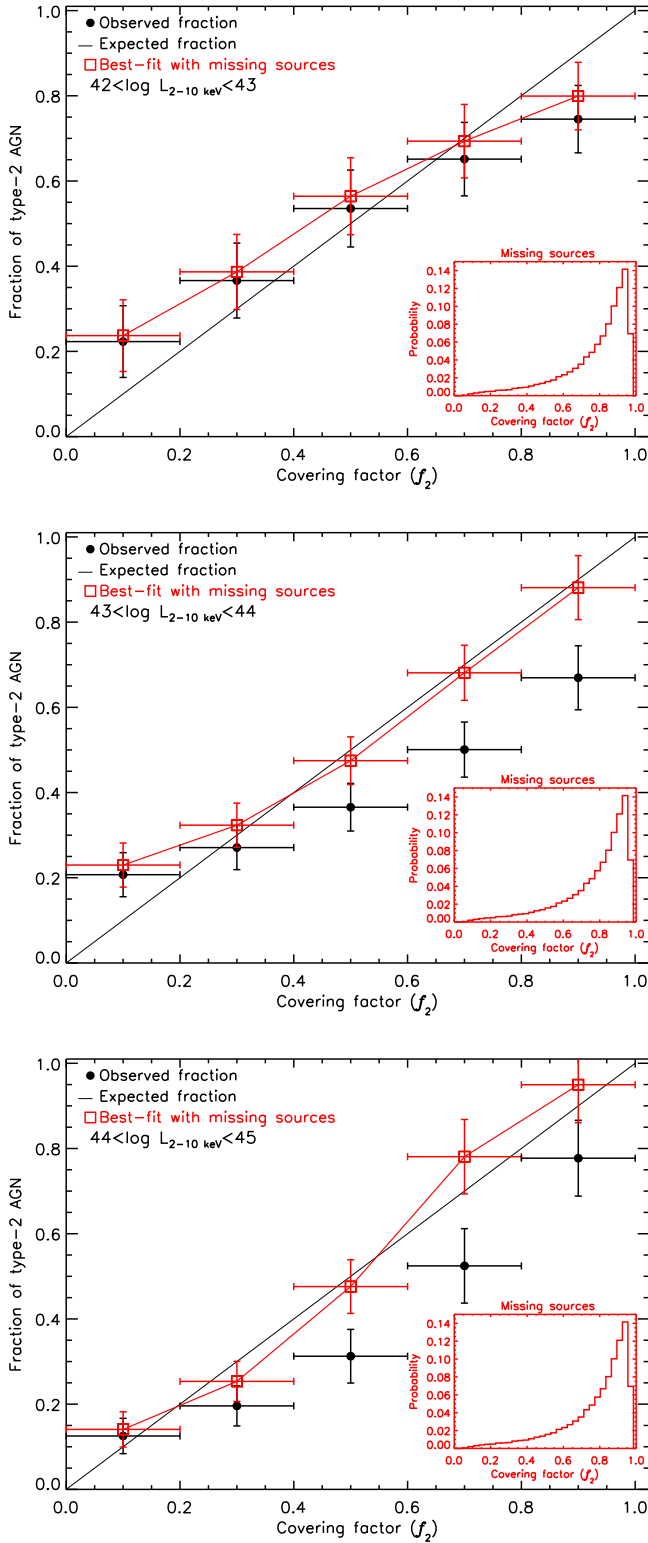 Observed fraction
Expected fraction
Best-fit with missing sources
42<log L2-10 keV<43
Fraction of type-2 AGN
1.0
0.8
0.6
0.4
0.2
0.0
Missing sources
Probability
0.14
0.12
0.10
0.08
0.06
0.04
0.02
0.00
0.0 0.2 0.4 0.6 0.8 1.0
Covering factor (f2)
0.0 0.2 0.4 0.6 0.8 1.0
Covering factor (f2)
Observed fraction
Expected fraction
Best-fit with missing sources
43<log L2-10 keV<44
Fraction of type-2 AGN
1.0
0.8
0.6
0.4
0.2
0.0
Missing sources
Probability
0.14
0.12
0.10
0.08
0.06
0.04
0.02
0.00
0.0 0.2 0.4 0.6 0.8 1.0
Covering factor (f2)
0.0 0.2 0.4 0.6 0.8 1.0
Covering factor (f2)
Observed fraction
Expected fraction
Best-fit with missing sources
44<log L2-10 keV<45
Fraction of type-2 AGN
1.0
0.8
0.6
0.4
0.2
0.0
Missing sources
Probability
0.14
0.12
0.10
0.08
0.06
0.04
0.02
0.00
0.0 0.2 0.4 0.6 0.8 1.0
Covering factor (f2)
0.0 0.2 0.4 0.6 0.8 1.0
Covering factor (f2)